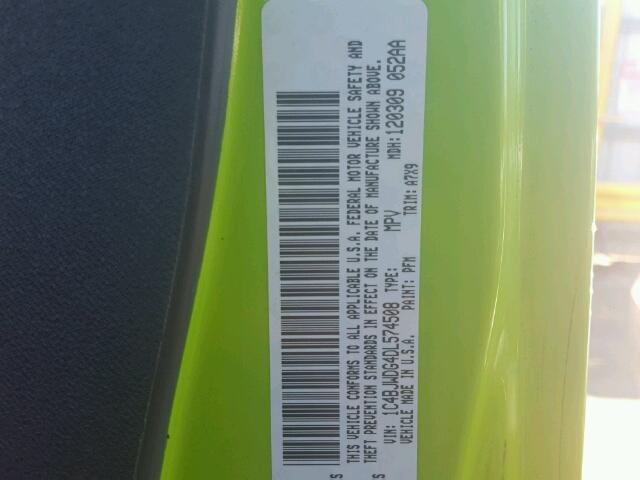 S
THIS VEHICLE CONFORMS TO ALL APPLICABLE U.S.A. FEDERAL MOTOR VEHICLE SAFETY AND
THEFT PREVENTION STANDARDS IN EFFECT ON THE DATE OF MANUFACTURE SHOWN ABOVE.
S
VIN: 1C4BJWDG4DL574508 TYPE: MPV MDH: 120309 052AA
VEHICLE MADE IN U.S.A. PAINT: PFM TRIM: A7X9